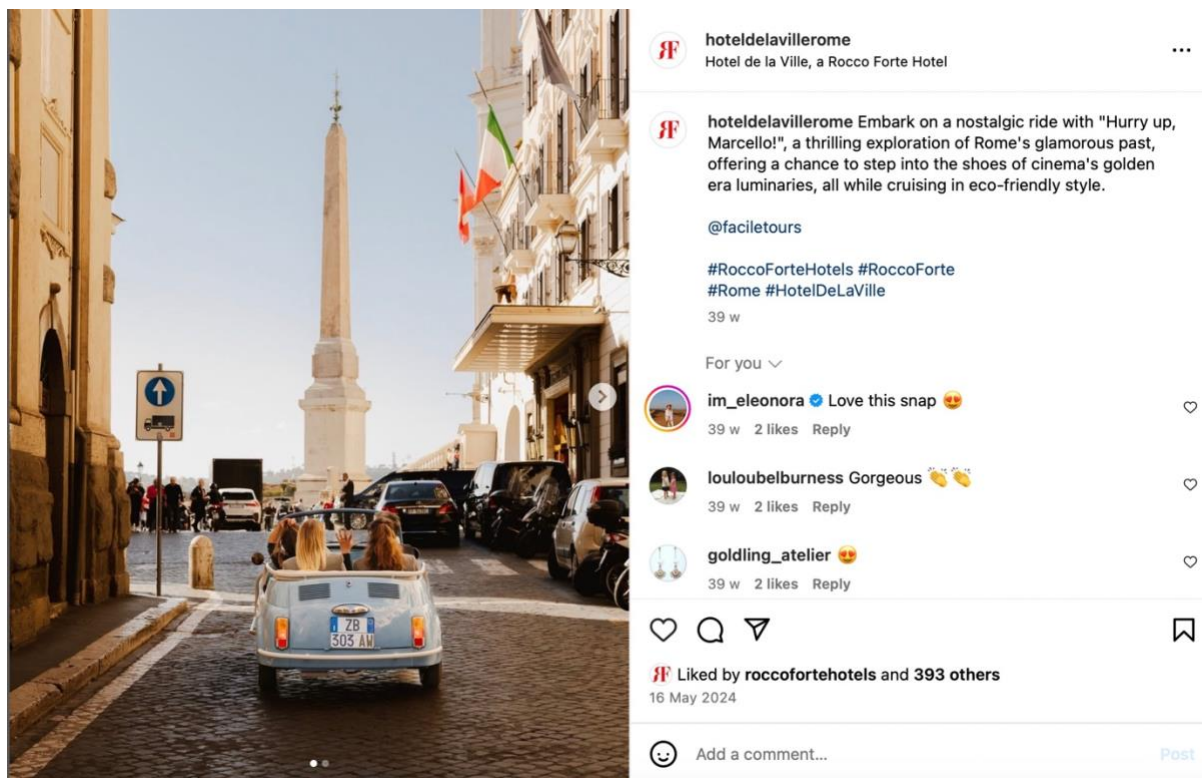 ZB
303 AW
RF
hoteldelavillerome
Hotel de la Ville, a Rocco Forte Hotel
RF
hoteldelavillerome Embark on a nostalgic ride with "Hurry up,
Marcello!", a thrilling exploration of Rome's glamorous past,
offering a chance to step into the shoes of cinema's golden
era luminaries, all while cruising in eco-friendly style.
@faciletours
#RoccoForteHotels #RoccoForte
#Rome #HotelDeLaVille
39 w
For you
im_eleonora Love this snap 😍
39 w 2 likes Reply
louloubelburness Gorgeous 👏👏
39 w 2 likes Reply
goldling_atelier 😍
39 w 2 likes Reply
RF Liked by roccofortehotels and 393 others
16 May 2024
Add a comment...
Post